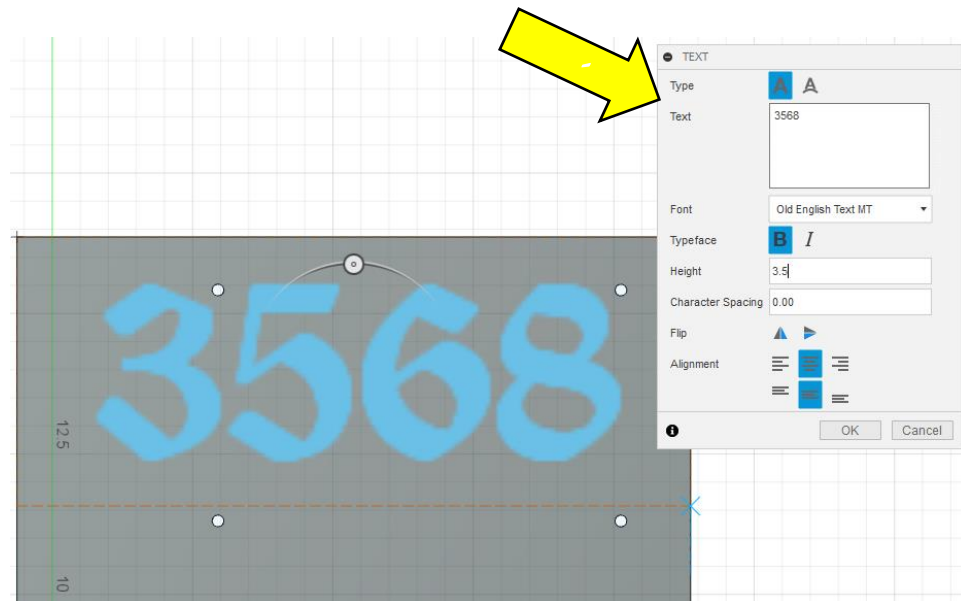 TEXT
Type A A
Text 3568
Font Old English Text MT
Typeface B I
Height 3.5
Character Spacing 0.00
Flip
Alignment
OK Cancel
3568
12.5
10